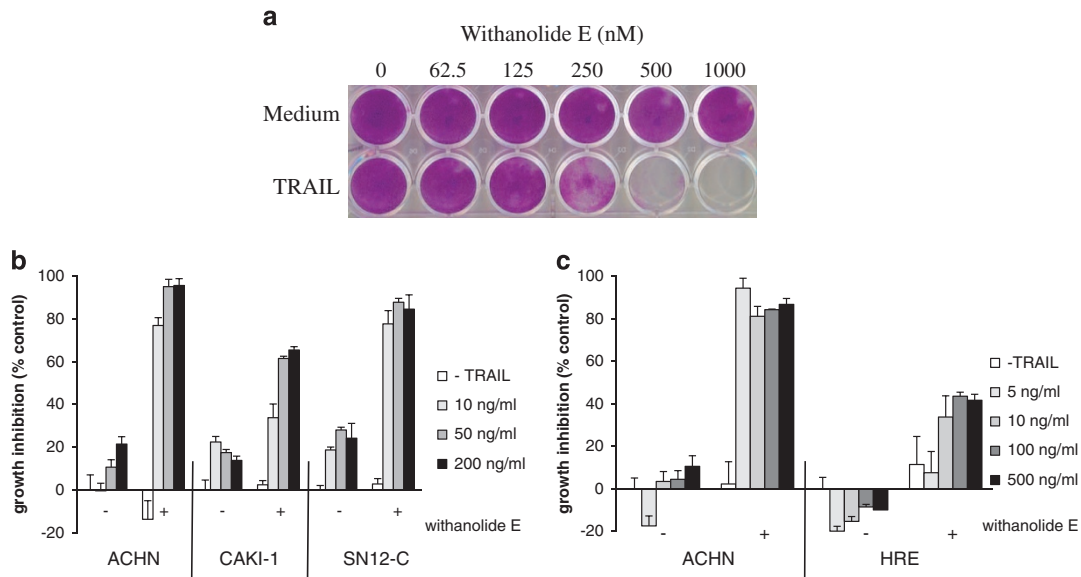 a
Withanolide E (nM)
0 62.5 125 250 500 1000
Medium
TRAIL
b
growth inhibition (% control)
100
80
60
40
20
0
-20
- + - + - +
withanolide E
ACHN CAKI-1 SN12-C
- TRAIL
10 ng/ml
50 ng/ml
200 ng/ml
c
growth inhibition (% control)
100
80
60
40
20
0
-20
- + - +
withanolide E
ACHN HRE
-TRAIL
5 ng/ml
10 ng/ml
100 ng/ml
500 ng/ml